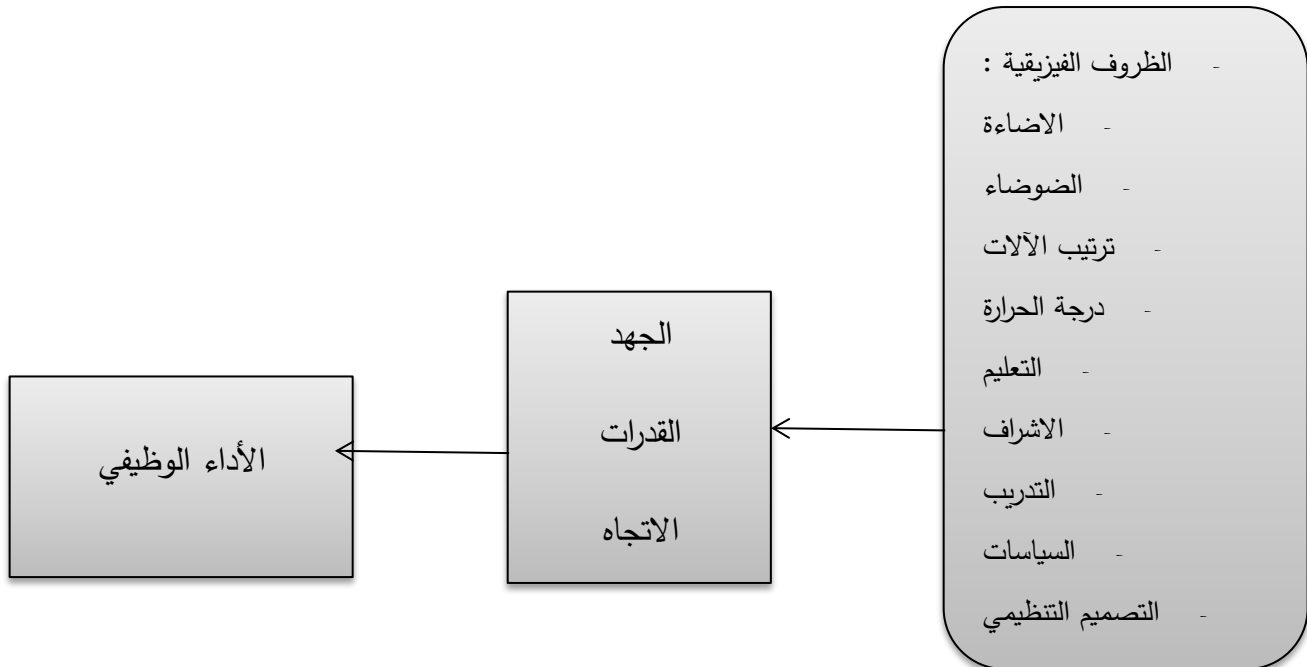 - الظروف الفيزيقية :
- الاضاءة
- الضوضاء
- ترتيب الآلات
- درجة الحرارة
- التعليم
- الاشراف
- التدريب
- السياسات
- التصميم التنظيمي
الجهد
القدرات
الاتجاه
الأداء الوظيفي